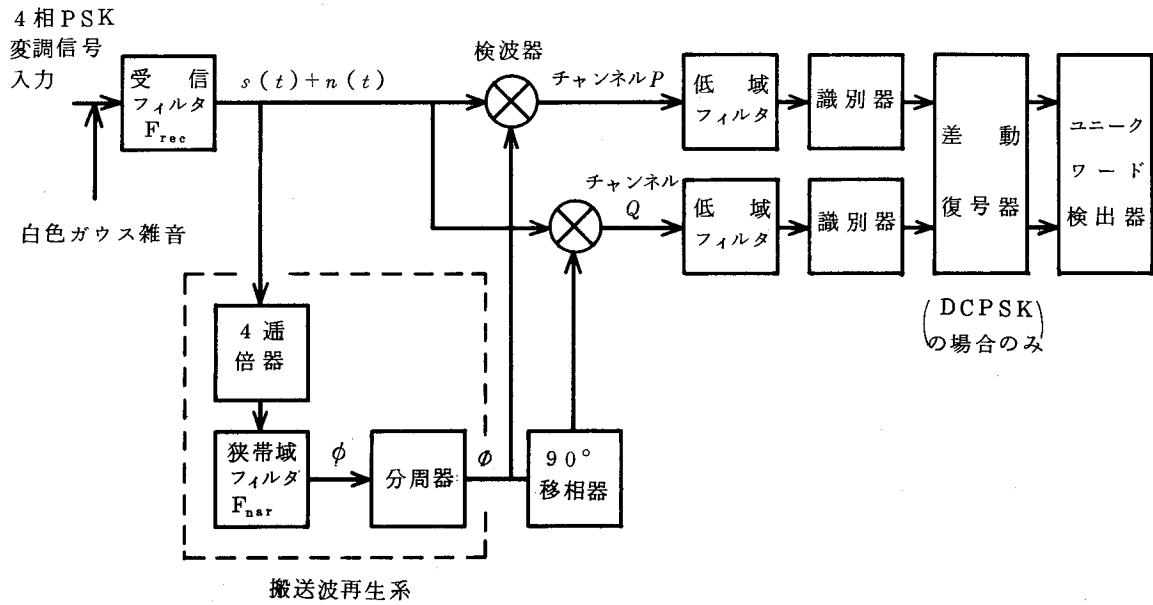 4相PSK
変調信号
入力
受信
フィルタ
Frec
s(t)+n(t)
検波器
チャンネルP
低域
フィルタ
識別器
差動
復号器
ユニーク
ワード
検出器
白色ガウス雑音
チャンネル
Q
低域
フィルタ
識別器
(DCPSK
の場合のみ)
4逓
倍器
狭帯域
フィルタ
Fnar
φ
分周器
Φ
90°
移相器
搬送波再生系